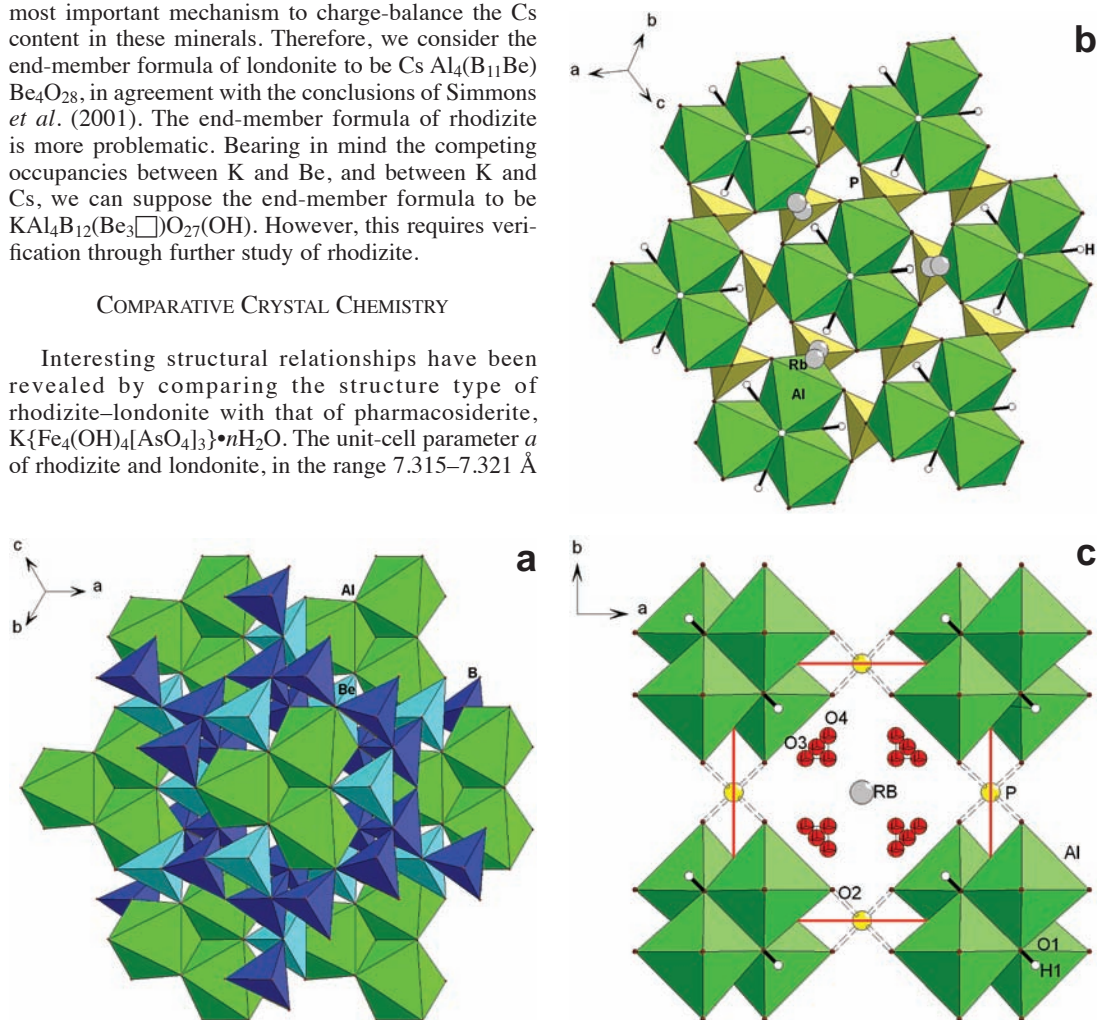 most important mechanism to charge-balance the Cs
content in these minerals. Therefore, we consider the
end-member formula of londonite to be Cs Al₄(B₁₁Be)
Be₄O₂₈, in agreement with the conclusions of Simmons
et al. (2001). The end-member formula of rhodizite
is more problematic. Bearing in mind the competing
occupancies between K and Be, and between K and
Cs, we can suppose the end-member formula to be
KAl₄B₁₂(Be₃□)O₂₇(OH). However, this requires veri-
fication through further study of rhodizite.
COMPARATIVE CRYSTAL CHEMISTRY
Interesting structural relationships have been
revealed by comparing the structure type of
rhodizite–londonite with that of pharmacosiderite,
K{Fe₄(OH)₄[AsO₄]₃}•nH₂O. The unit-cell parameter a
of rhodizite and londonite, in the range 7.315–7.321 Å
b
b
a
c
P
H
Rb
Al
a
c
a
b
Al
B
Be
c
b
a
O4
O3
RB
P
Al
O2
O1
H1